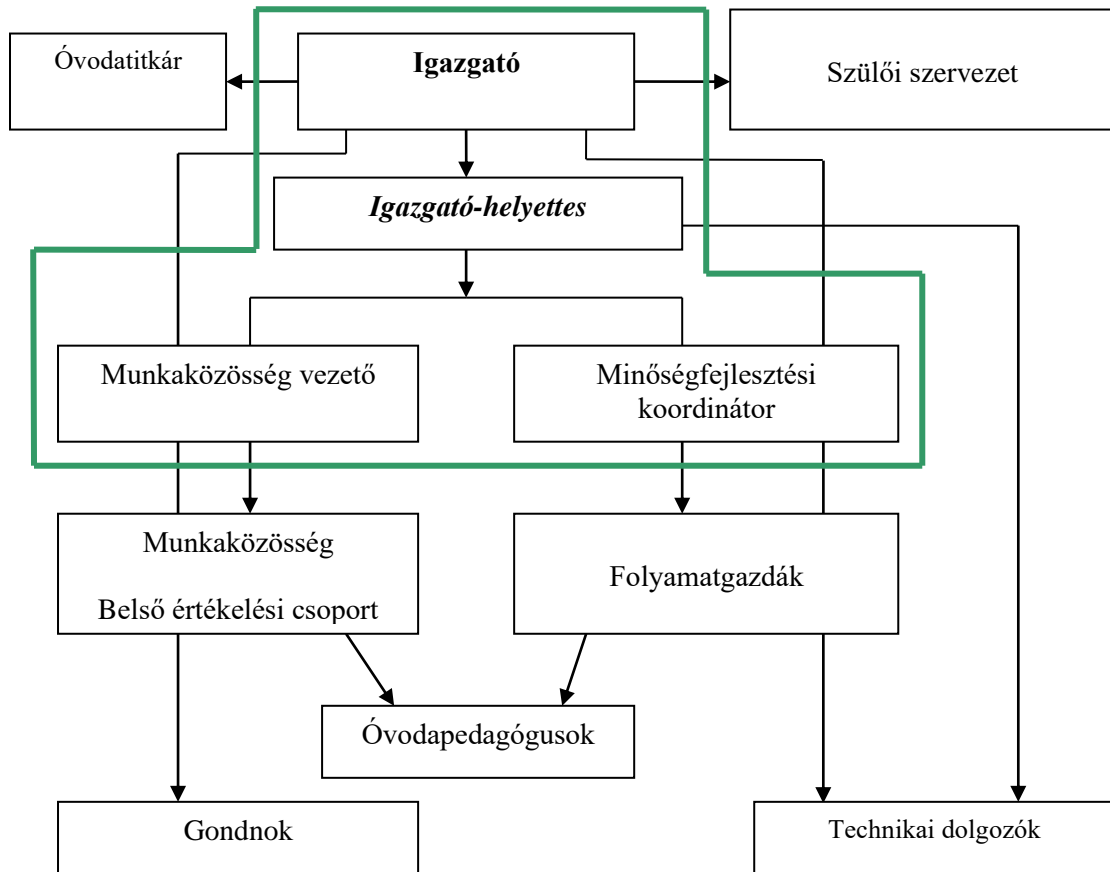 Óvodatitkár
Igazgató
Szülői szervezet
Igazgató-helyettes
Munkaközösség vezető
Minőségfejlesztési
koordinátor
Munkaközösség
Belső értékelési csoport
Folyamatgazdák
Óvodapedagógusok
Gondnok
Technikai dolgozók